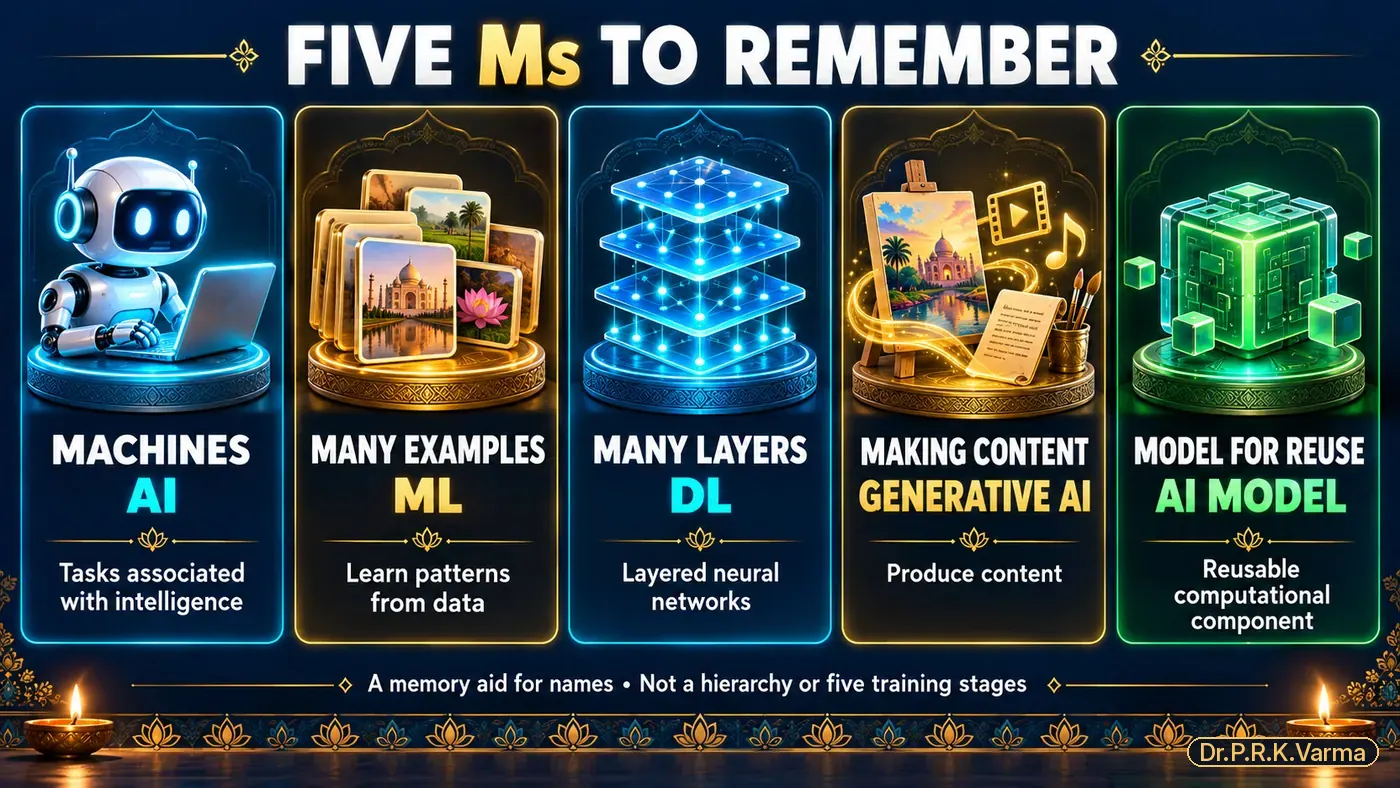 FIVE Ms TO REMEMBER
MACHINES
AI
Tasks associated
with intelligence
MANY EXAMPLES
ML
Learn patterns
from data
MANY LAYERS
DL
Layered neural
networks
MAKING CONTENT
GENERATIVE AI
Produce content
MODEL FOR REUSE
AI MODEL
Reusable
computational
component
A memory aid for names • Not a hierarchy or five training stages
Dr.P.R.K.Varma